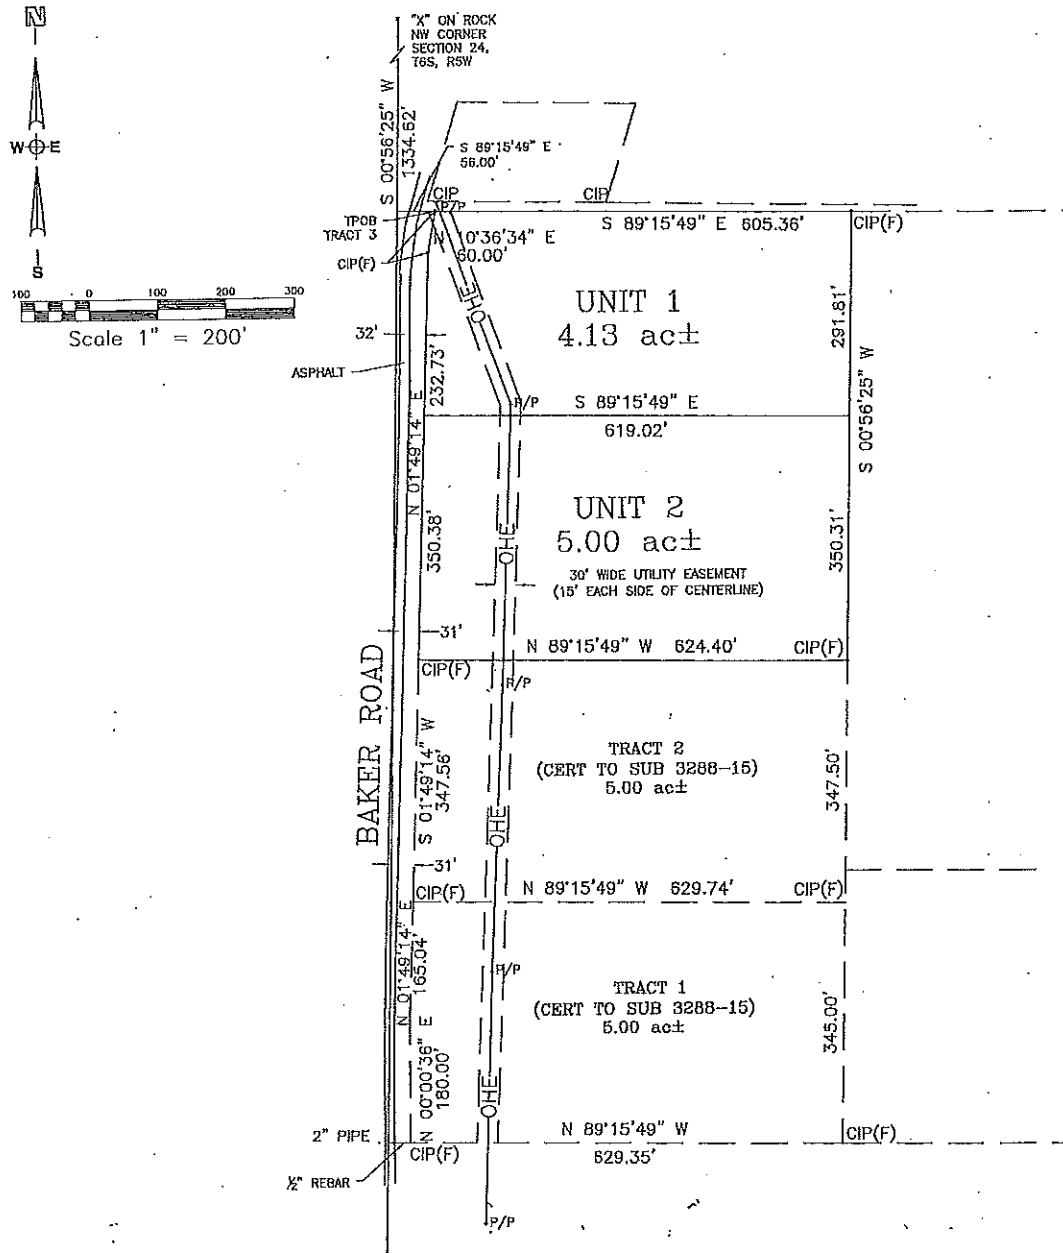 N
W E
S
100 0 100 200 300
Scale 1" = 200'
"X" ON ROCK
NW CORNER
SECTION 24,
T6S, R5W
S 00°56'25" W
1334.62'
S 89°15'49" E
56.00'
CIP
P/P
CIP
TPOB
TRACT 3
CIP(F)
N 10°36'34" E
60.00'
S 89°15'49" E 605.36'
CIP(F)
OHE
UNIT 1
4.13 ac±
291.81'
S 00°56'25" W
32'
ASPHALT
232.73'
N 01°49'14" E
P/P
S 89°15'49" E
619.02'
UNIT 2
5.00 ac±
350.38'
OHE
30' WIDE UTILITY EASEMENT
(15' EACH SIDE OF CENTERLINE)
350.31'
31'
N 89°15'49" W 624.40'
CIP(F)
CIP(F)
P/P
BAKER ROAD
S 01°49'14" W
347.56'
TRACT 2
(CERT TO SUB 3288-15)
5.00 ac±
347.50'
OHE
31'
CIP(F)
N 89°15'49" W 629.74'
CIP(F)
N 01°49'14" E
165.04'
P/P
TRACT 1
(CERT TO SUB 3288-15)
5.00 ac±
345.00'
N 00°00'36" E
180.00'
OHE
2" PIPE
N 89°15'49" W
CIP(F)
CIP(F)
629.35'
½" REBAR
P/P